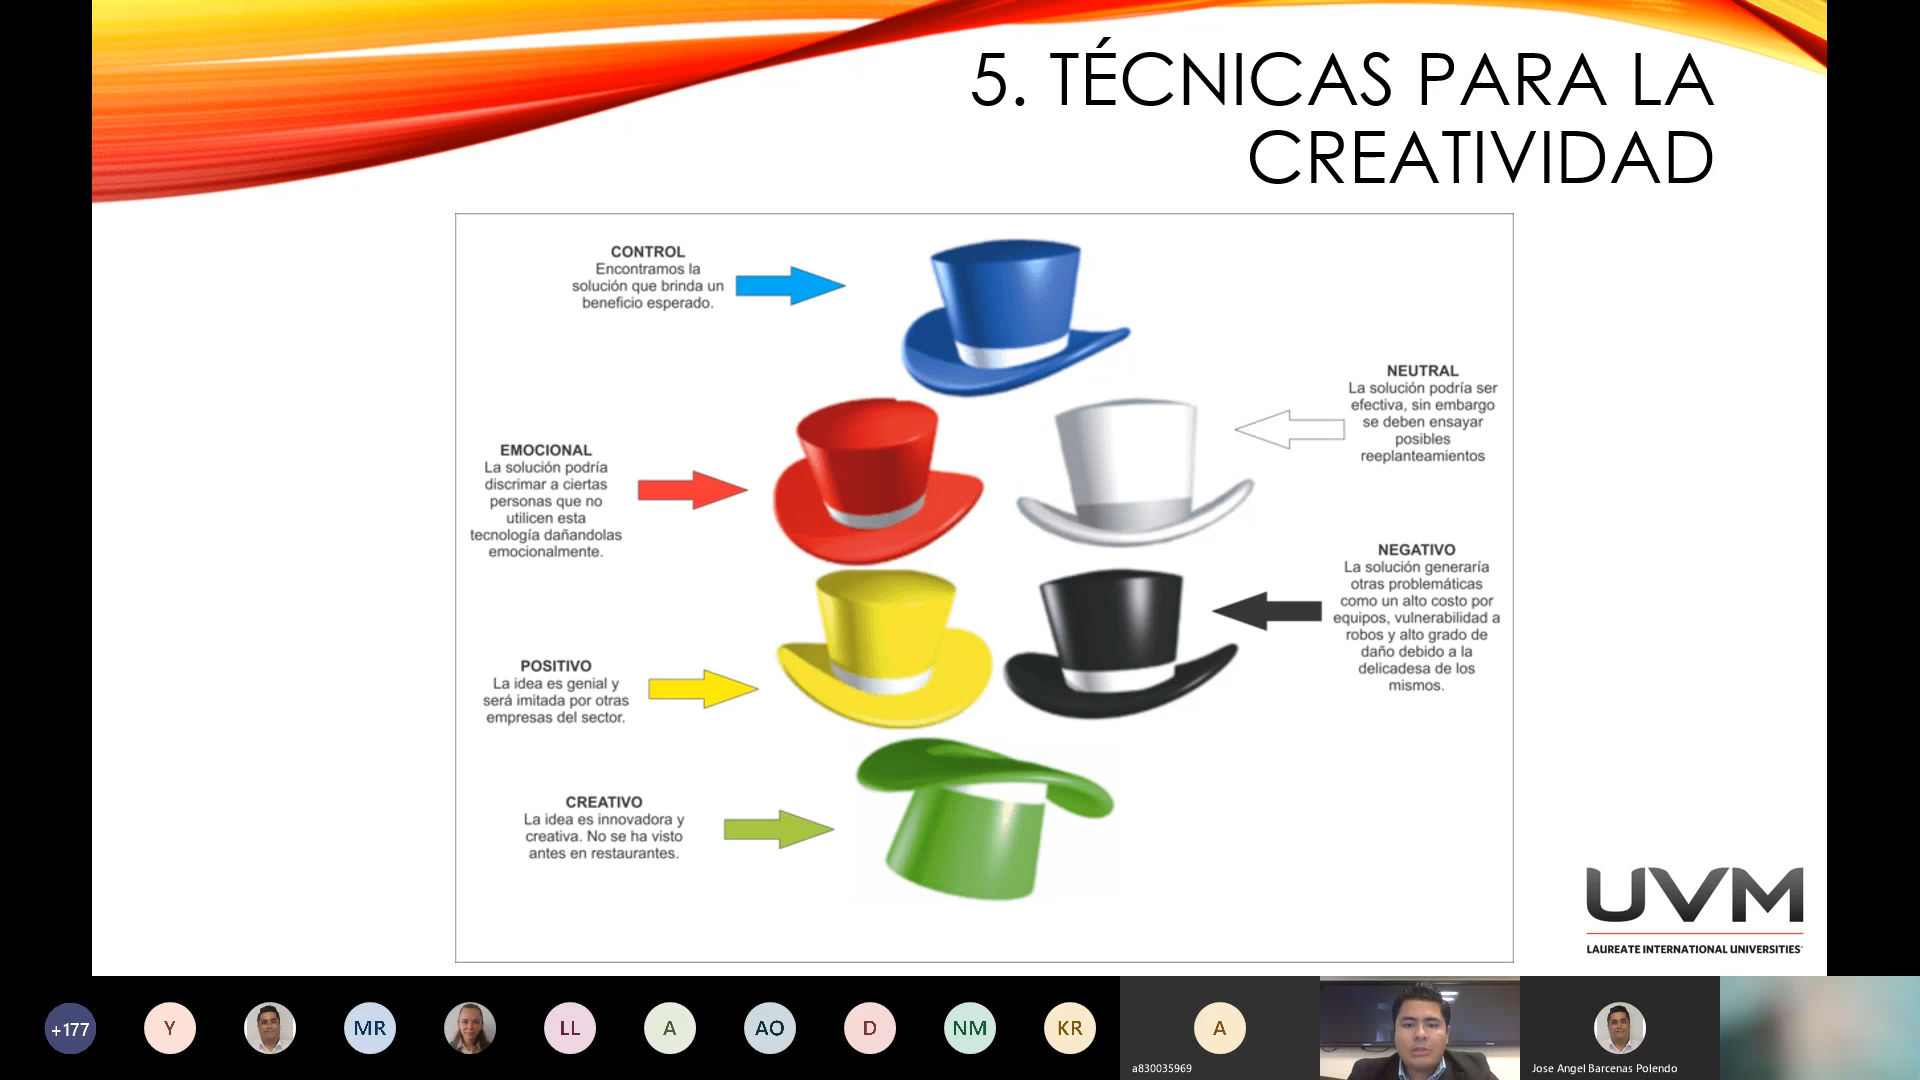 5. TÉCNICAS PARA LA
CREATIVIDAD
CONTROL
Encontramos la
solución que brinda un
beneficio esperado.
NEUTRAL
La solución podría ser
efectiva, sin embargo
se deben ensayar
posibles
reeplanteamientos
EMOCIONAL
La solución podría
discrimar a ciertas
personas que no
utilicen esta
tecnología dañandolas
emocionalmente.
NEGATIVO
La solución generaría
otras problemáticas
como un alto costo por
equipos, vulnerabilidad a
robos y alto grado de
daño debido a la
delicadesa de los
mismos.
POSITIVO
La idea es genial y
será imitada por otras
empresas del sector.
CREATIVO
La idea es innovadora y
creativa. No se ha visto
antes en restaurantes.
UVM
LAUREATE INTERNATIONAL UNIVERSITIES
+177
Y
MR
LL
A
AO
D
NM
KR
A
a830035969
Jose Angel Barcenas Polendo